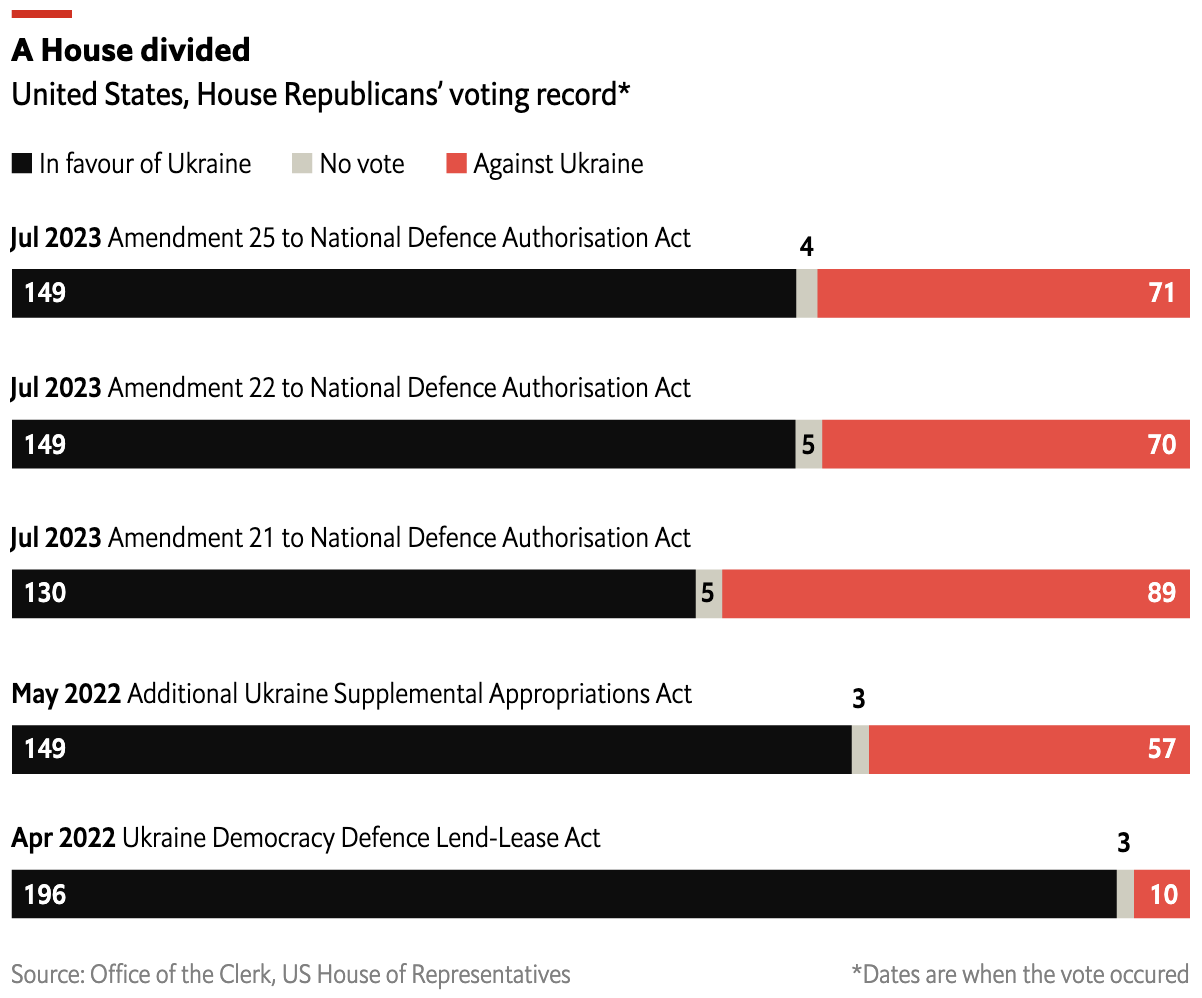 A House divided
United States, House Republicans’ voting record*
In favour of Ukraine No vote Against Ukraine
Jul 2023 Amendment 25 to National Defence Authorisation Act
4
149 71
Jul 2023 Amendment 22 to National Defence Authorisation Act
149 5 70
Jul 2023 Amendment 21 to National Defence Authorisation Act
130 5 89
May 2022 Additional Ukraine Supplemental Appropriations Act
3
149 57
Apr 2022 Ukraine Democracy Defence Lend-Lease Act
3
196 10
Source: Office of the Clerk, US House of Representatives *Dates are when the vote occured